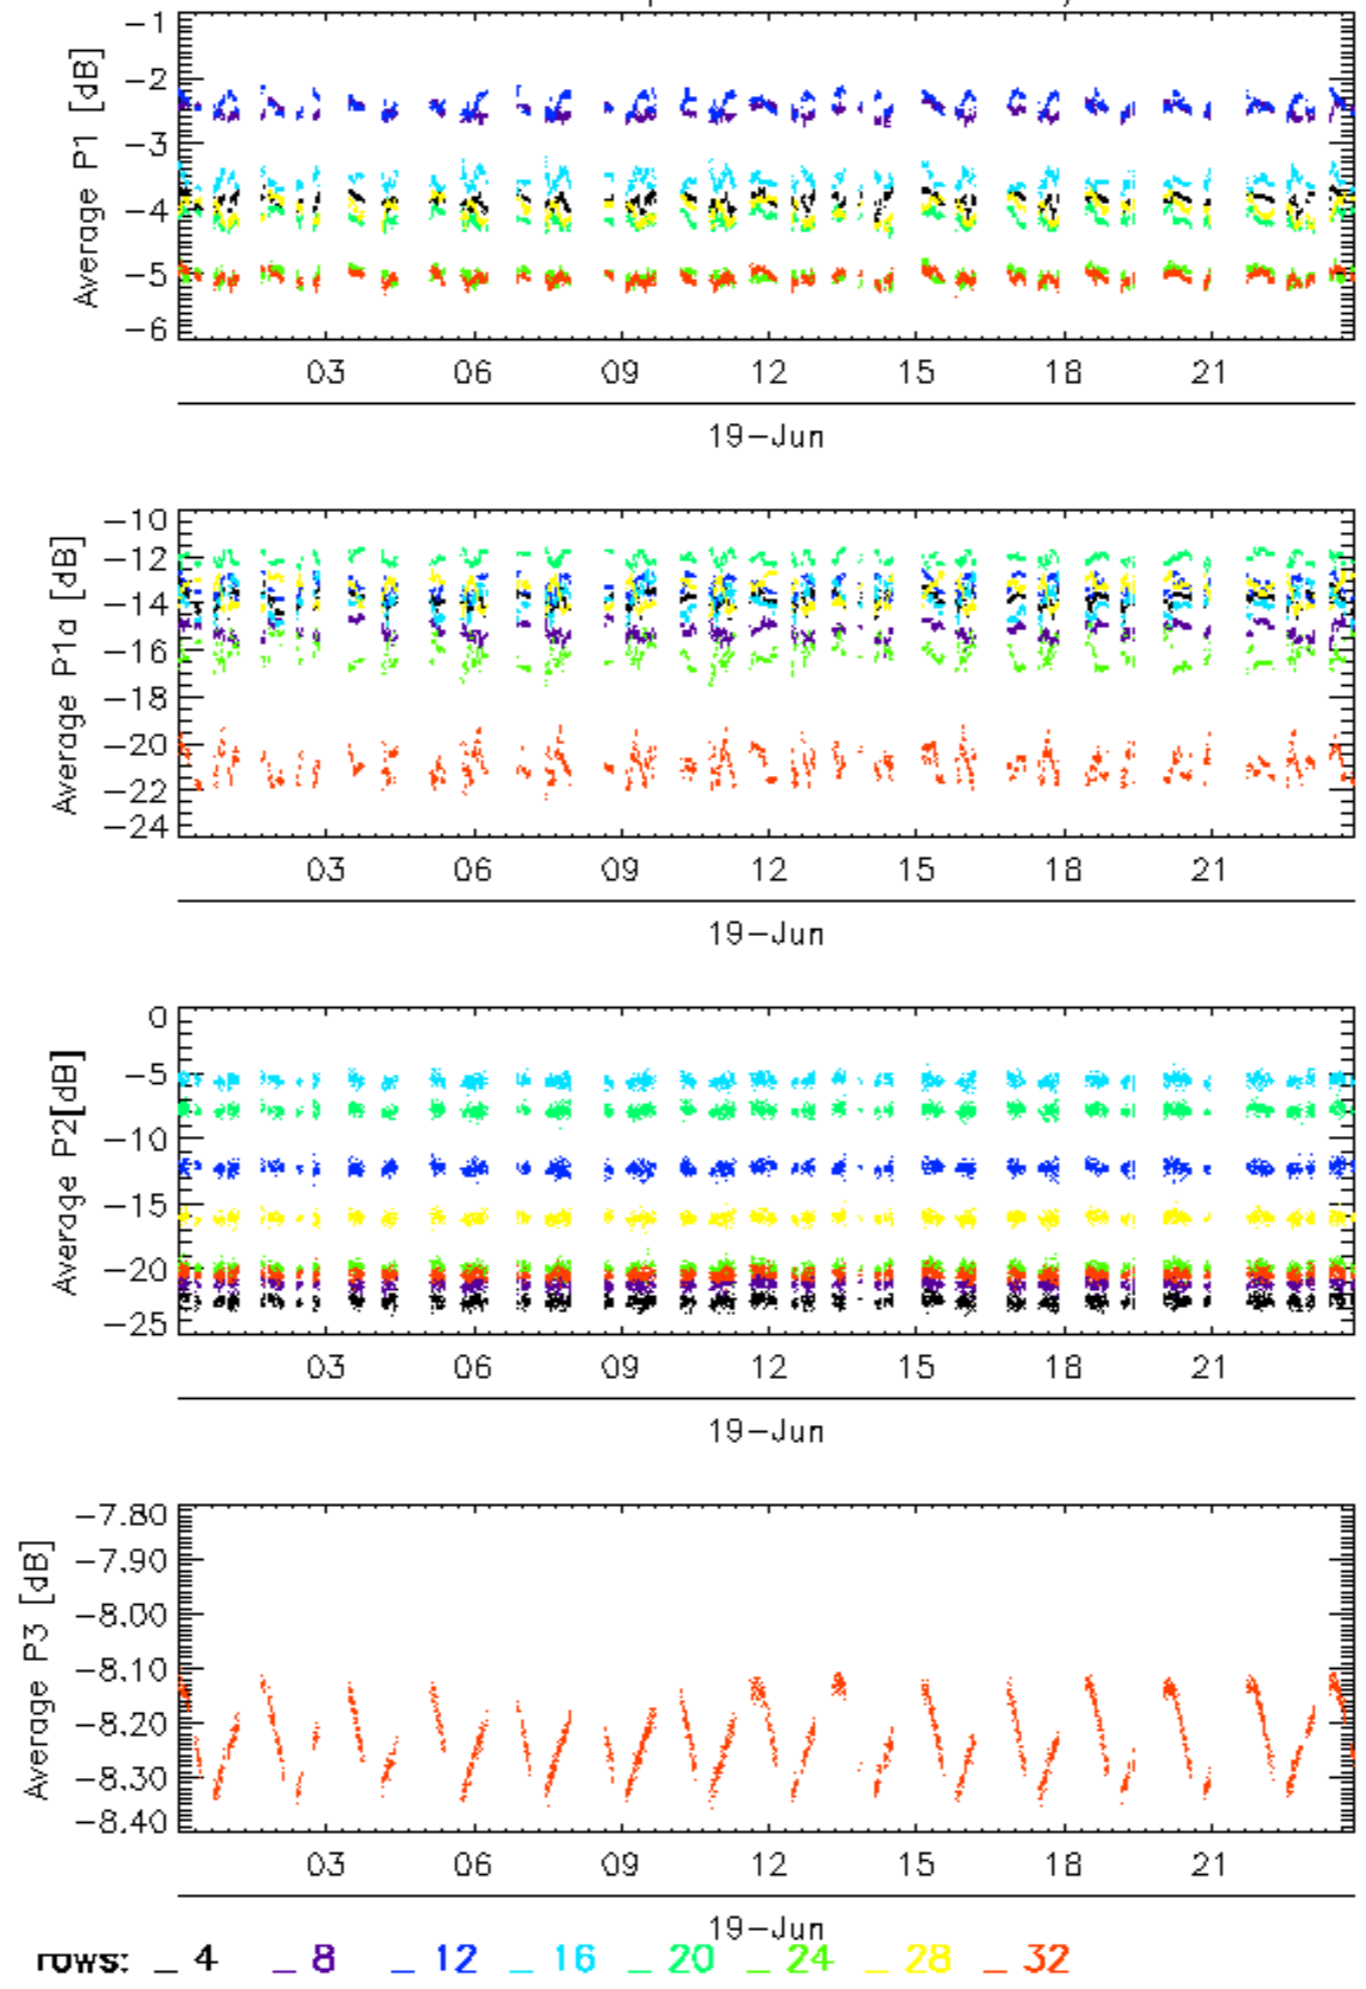 Average P1 [dB]
-1
-2
-3
-4
-5
-6
03 06 09 12 15 18 21
19-Jun
Average P1a [dB]
-10
-12
-14
-16
-18
-20
-22
-24
03 06 09 12 15 18 21
19-Jun
Average P2[dB]
0
-5
-10
-15
-20
-25
03 06 09 12 15 18 21
19-Jun
Average P3 [dB]
-7.80
-7.90
-8.00
-8.10
-8.20
-8.30
-8.40
03 06 09 12 15 18 21
19-Jun
rows: _ 4 _ 8 _ 12 _ 16 _ 20 _ 24 _ 28 _ 32